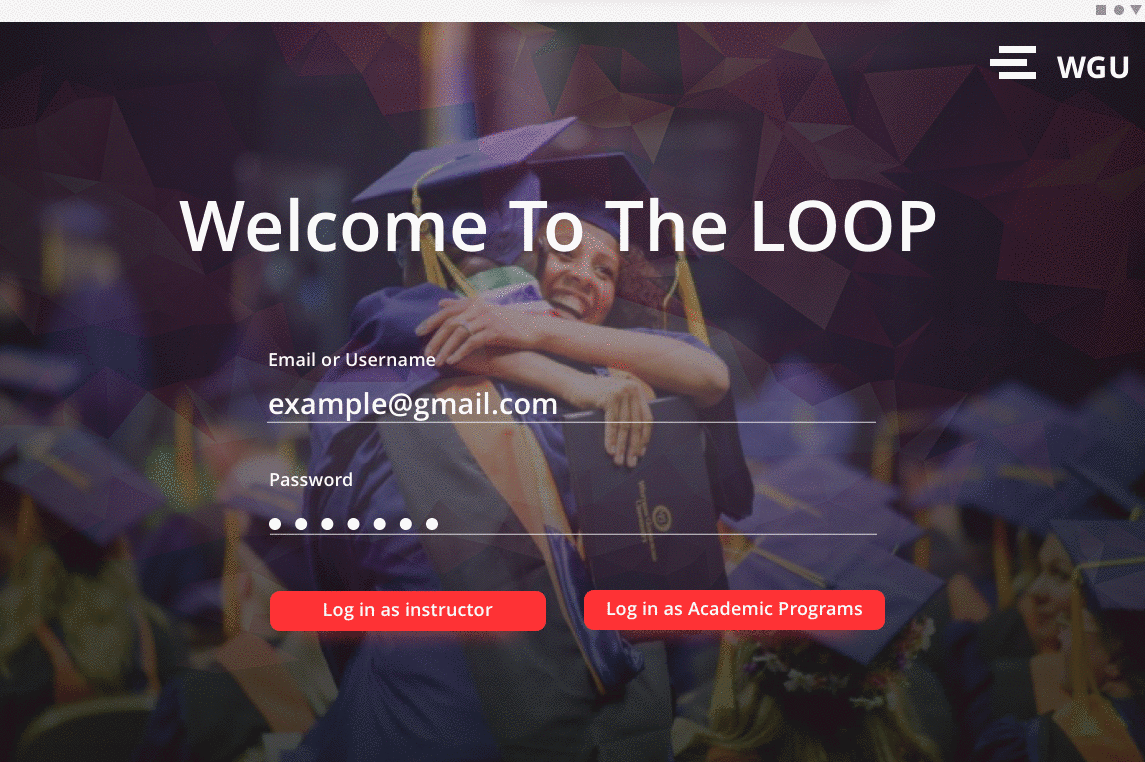 WGU
Welcome To The LOOP
Email or Username
example@gmail.com
Password
Log in as instructor
Log in as Academic Programs